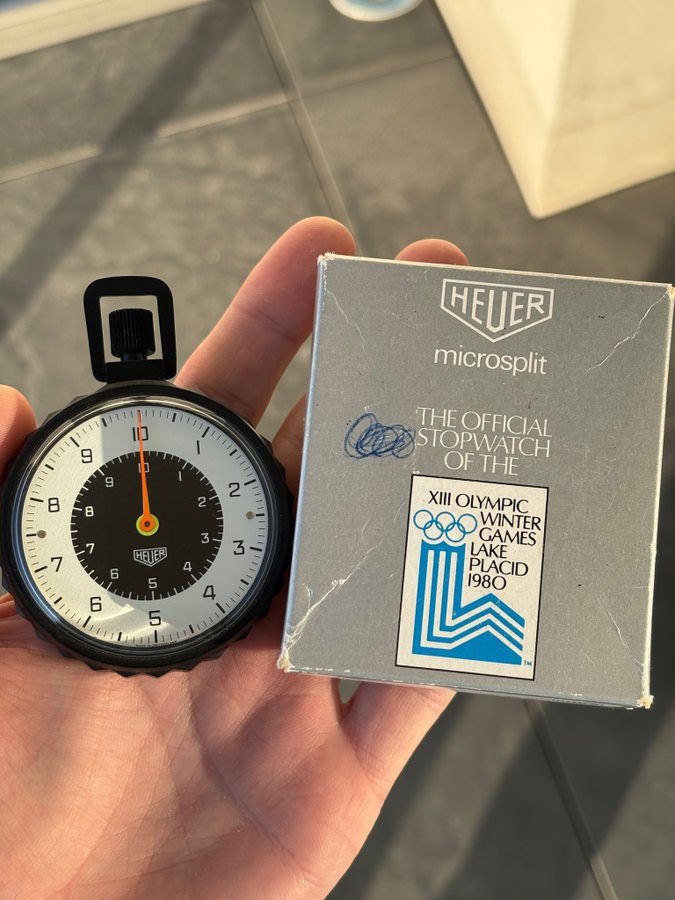 10
1
2
3
4
5
6
7
8
9
10
1
2
3
4
5
6
7
8
9
HEUER
HEUER
microsplit
THE OFFICIAL
STOPWATCH
OF THE
XIII OLYMPIC
WINTER
GAMES
LAKE
PLACID
1980
TM